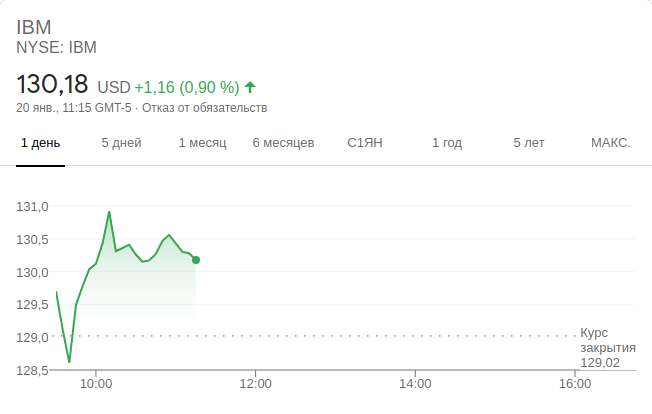 IBM
NYSE: IBM
130,18 USD +1,16 (0,90 %)
20 янв., 11:15 GMT-5 · Отказ от обязательств
1 день 5 дней 1 месяц 6 месяцев С1ЯН 1 год 5 лет МАКС.
131,0
130,5
130,0
129,5
129,0
128,5
Курс
закрытия
129,02
10:00 12:00 14:00 16:00